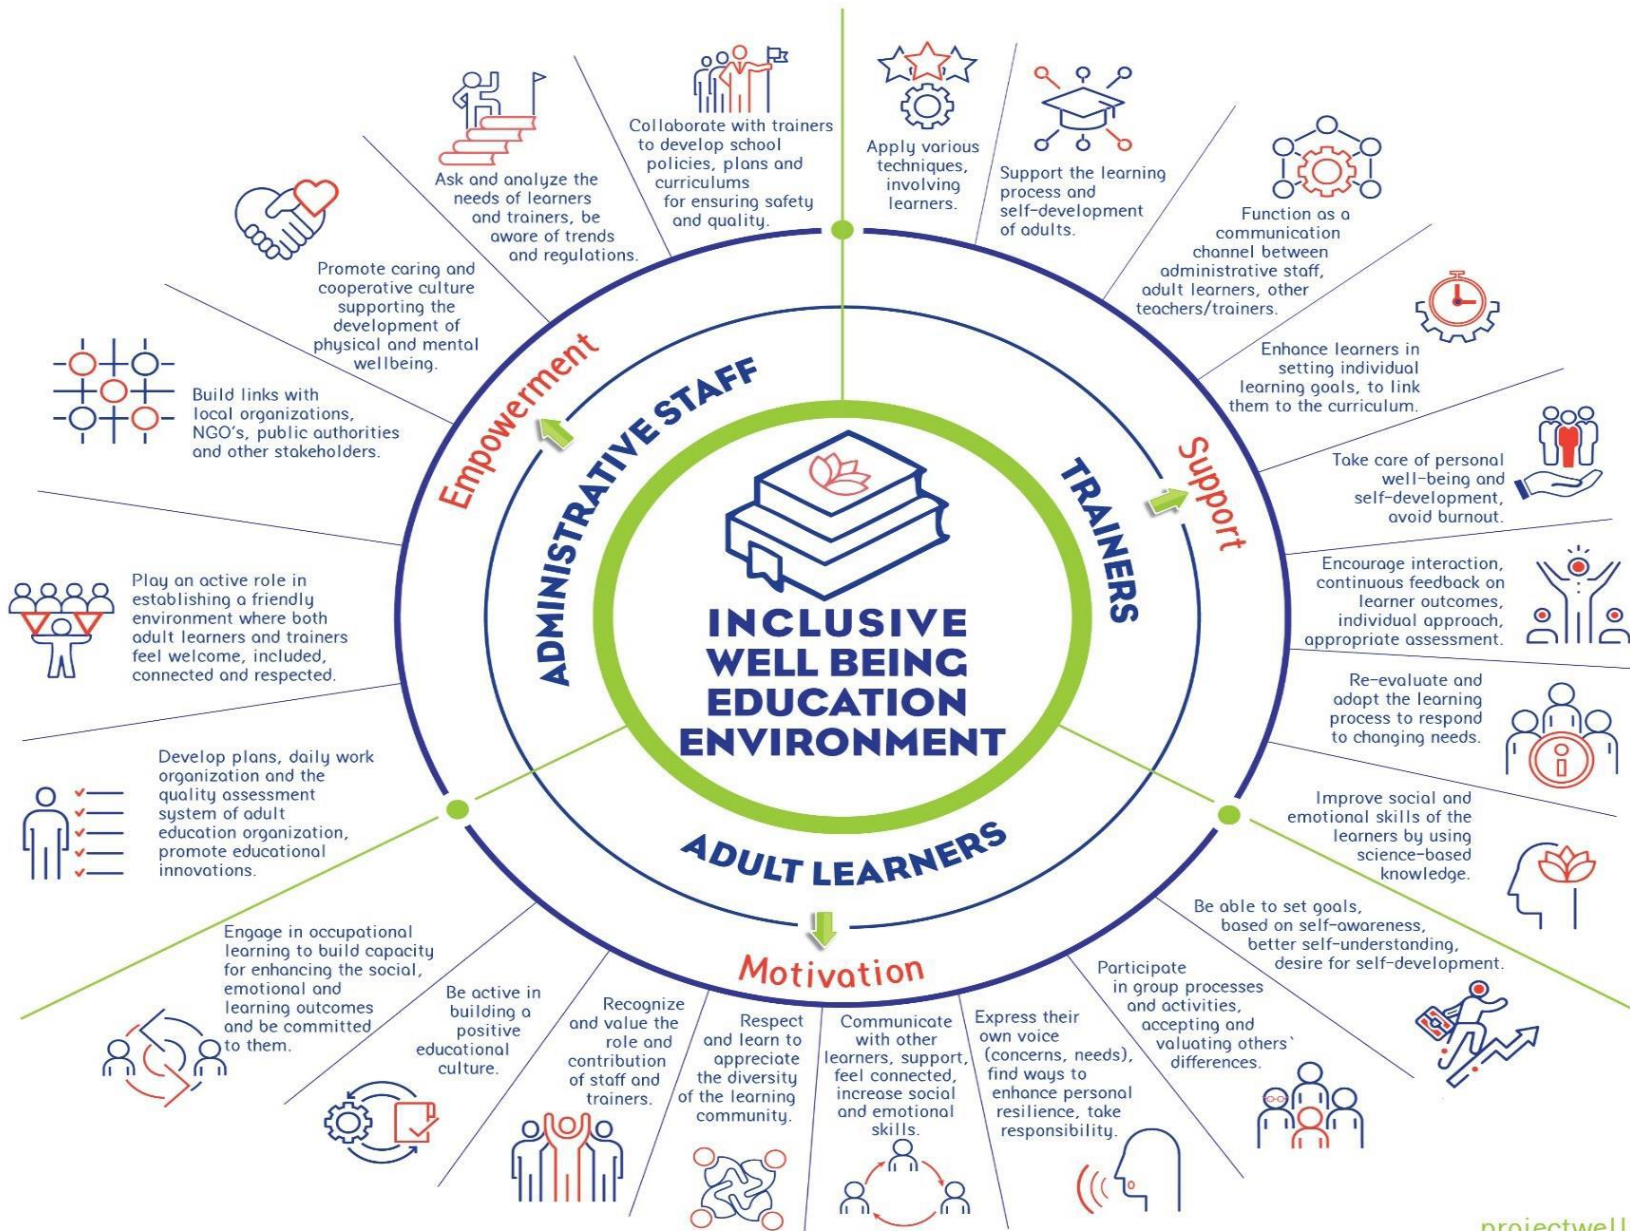 INCLUSIVE
WELL BEING
EDUCATION
ENVIRONMENT
ADMINISTRATIVE STAFF
Empowerment
TRAINERS
Support
ADULT LEARNERS
Motivation
Collaborate with trainers
to develop school
policies, plans and
curriculums
for ensuring safety
and quality.
Ask and analyze the
needs of learners
and trainers, be
aware of trends
and regulations.
Promote caring and
cooperative culture
supporting the
development of
physical and mental
wellbeing.
Build links with
local organizations,
NGO's, public authorities
and other stakeholders.
Play an active role in
establishing a friendly
environment where both
adult learners and trainers
feel welcome, included,
connected and respected.
Develop plans, daily work
organization and the
quality assessment
system of adult
education organization,
promote educational
innovations.
Apply various
techniques,
involving
learners.
Support the learning
process and
self-development
of adults.
Function as a
communication
channel between
administrative staff,
adult learners, other
teachers/trainers.
Enhance learners in
setting individual
learning goals, to link
them to the curriculum.
Take care of personal
well-being and
self-development,
avoid burnout.
Encourage interaction,
continuous feedback on
learner outcomes,
individual approach,
appropriate assessment.
Re-evaluate and
adapt the learning
process to respond
to changing needs.
Improve social and
emotional skills of the
learners by using
science-based
knowledge.
Be able to set goals,
based on self-awareness,
better self-understanding,
desire for self-development.
Participate
in group processes
and activities,
accepting and
valuating others`
differences.
Express their
own voice
(concerns, needs),
find ways to
enhance personal
resilience, take
responsibility.
Communicate
with other
learners, support,
feel connected,
increase social
and emotional
skills.
Respect
and learn to
appreciate
the diversity
of the learning
community.
Recognize
and value the
role and
contribution
of staff and
trainers.
Be active in
building a
positive
educational
culture.
Engage in occupational
learning to build capacity
for enhancing the social,
emotional and
learning outcomes
and be committed
to them.
projectwell